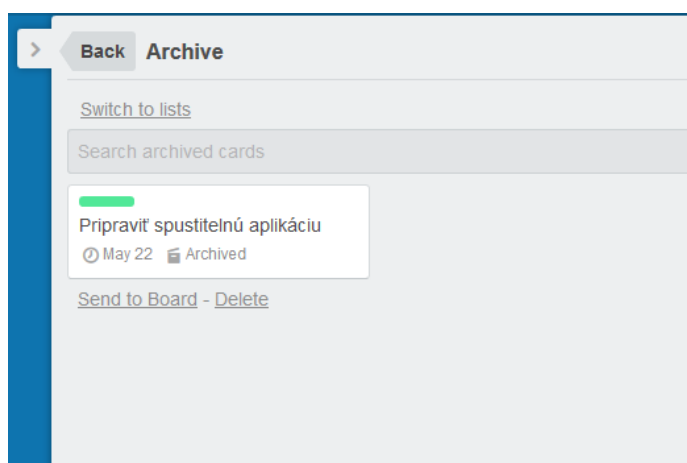 Back Archive
Switch to lists
Search archived cards
Pripraviť spustitelnú aplikáciu
May 22 Archived
Send to Board - Delete